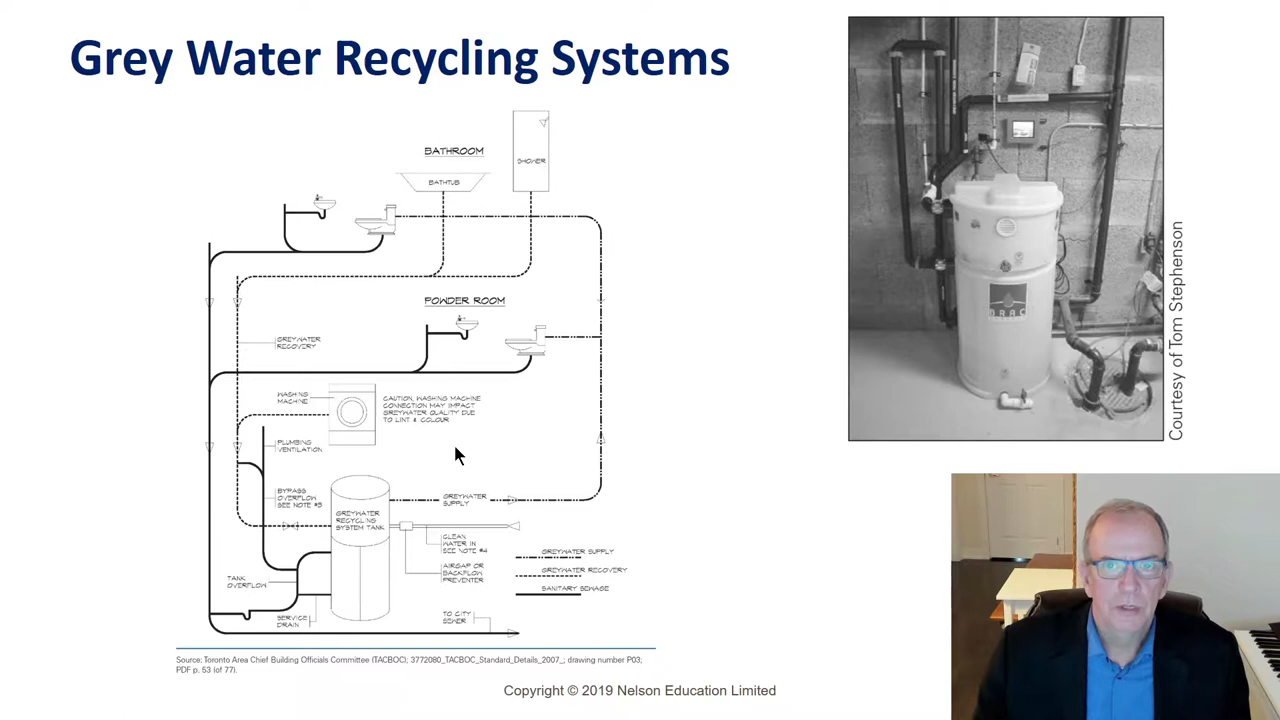 Grey Water Recycling Systems
BATHROOM
SHOWER
BATHTUB
POWDER ROOM
GREYWATER
RECOVERY
WASHING
MACHINE
CAUTION, WASHING MACHINE
CONNECTION MAY IMPACT
GREYWATER QUALITY DUE
TO LINT & COLOUR
PLUMBING
VENTILATION
BYPASS
OVERFLOW
SEE NOTE #5
GREYWATER
RECYCLING
SYSTEM TANK
GREYWATER
SUPPLY
CLEAN
WATER IN
SEE NOTE #4
AIRGAP OR
BACKFLOW
PREVENTER
GREYWATER SUPPLY
GREYWATER RECOVERY
SANITARY SEWAGE
TANK
OVERFLOW
SERVICE
DRAIN
TO CITY
SEWER
Source: Toronto Area Chief Building Officials Committee (TACBOC); 3772080_TACBOC_Standard_Details_2007_; drawing number P03;
PDF p. 53 (of 77).
BRAC
Courtesy of Tom Stephenson
Copyright © 2019 Nelson Education Limited